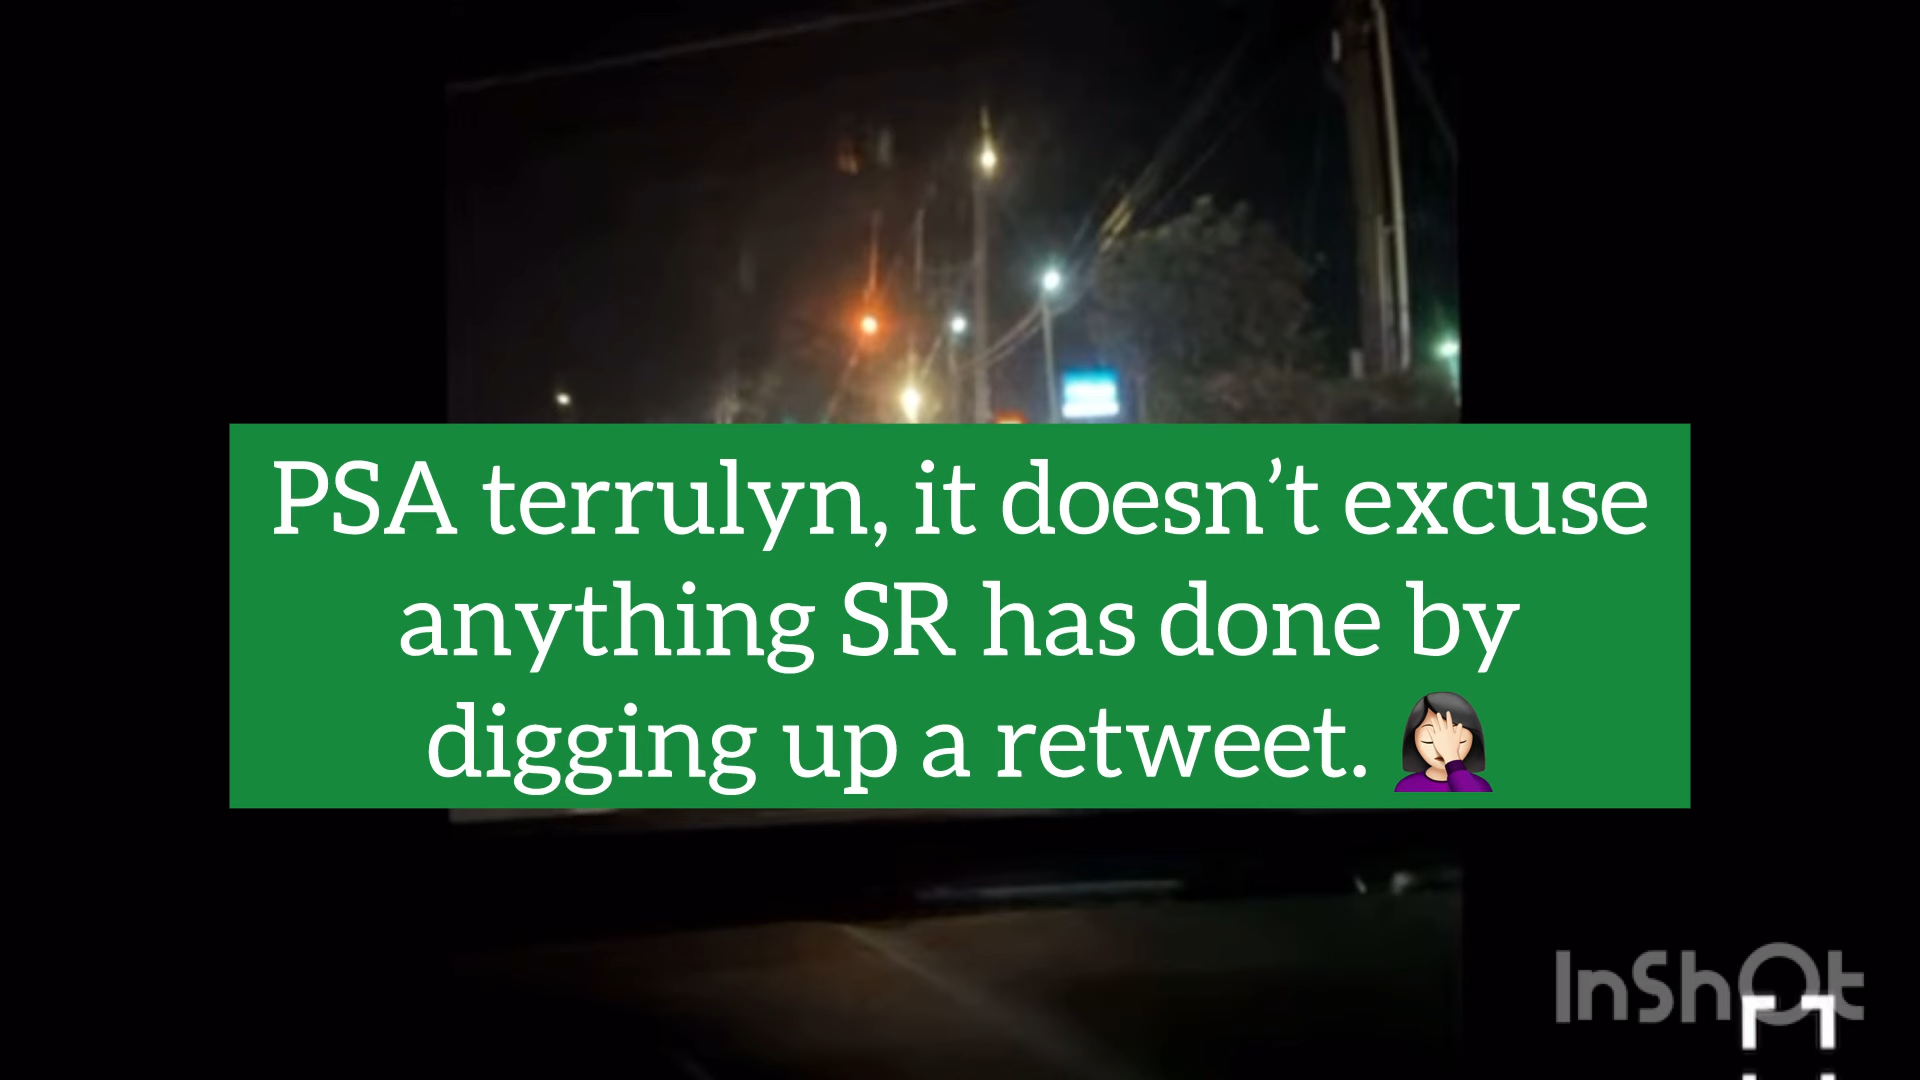 PSA terrulyn, it doesn’t excuse
anything SR has done by
digging up a retweet. 🤦🏻‍♀️
InShOt